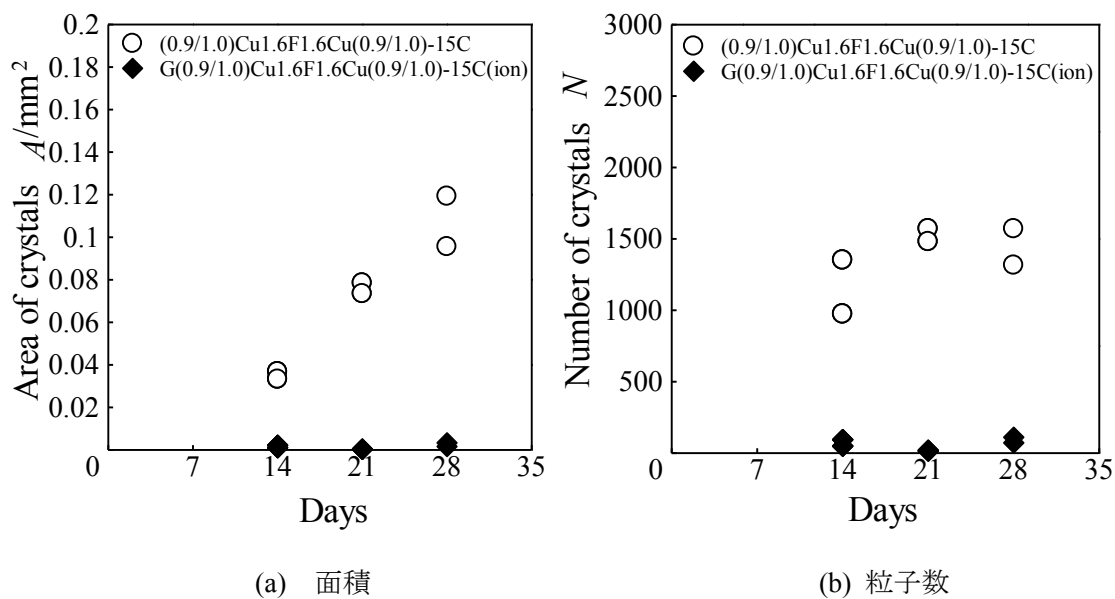 Area of crystals A/mm²
0.2
0.18
0.16
0.14
0.12
0.1
0.08
0.06
0.04
0.02
0
7
14
21
28
35
Days
(0.9/1.0)Cu1.6F1.6Cu(0.9/1.0)-15C
G(0.9/1.0)Cu1.6F1.6Cu(0.9/1.0)-15C(ion)
(a) 面積
Number of crystals N
3000
2500
2000
1500
1000
500
0
7
14
21
28
35
Days
(0.9/1.0)Cu1.6F1.6Cu(0.9/1.0)-15C
G(0.9/1.0)Cu1.6F1.6Cu(0.9/1.0)-15C(ion)
(b) 粒子数